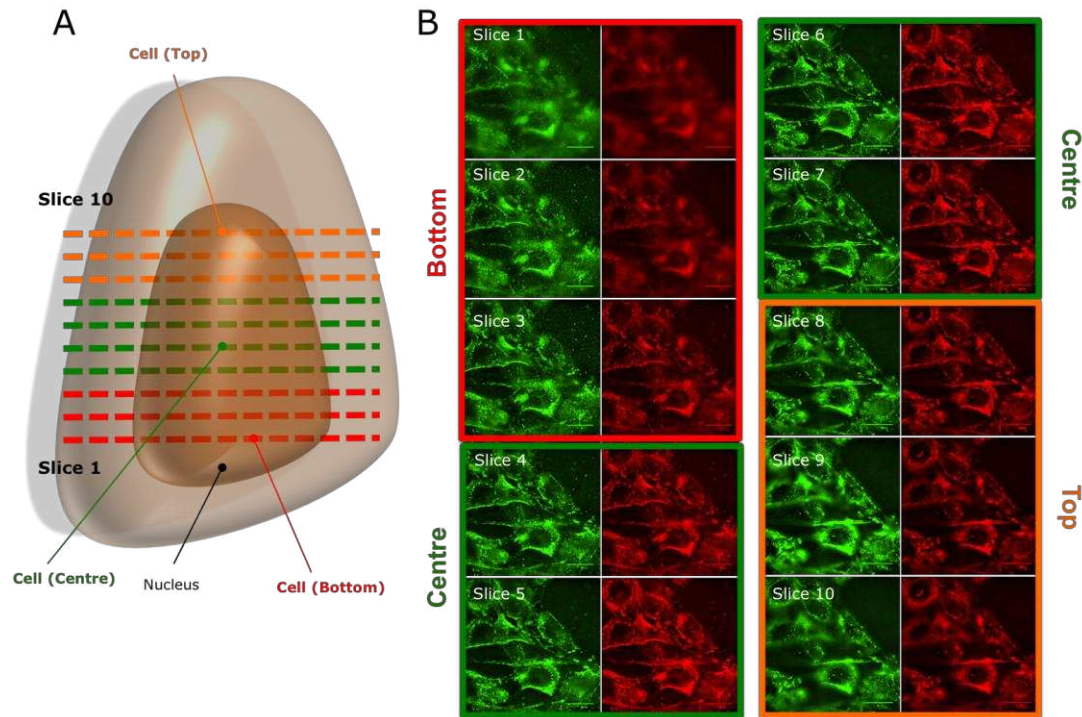 A
Cell (Top)
Slice 10
Slice 1
Cell (Centre)
Nucleus
Cell (Bottom)
B
Bottom
Slice 1
Slice 2
Slice 3
Centre
Slice 4
Slice 5
Slice 6
Slice 7
Centre
Slice 8
Slice 9
Slice 10
Top